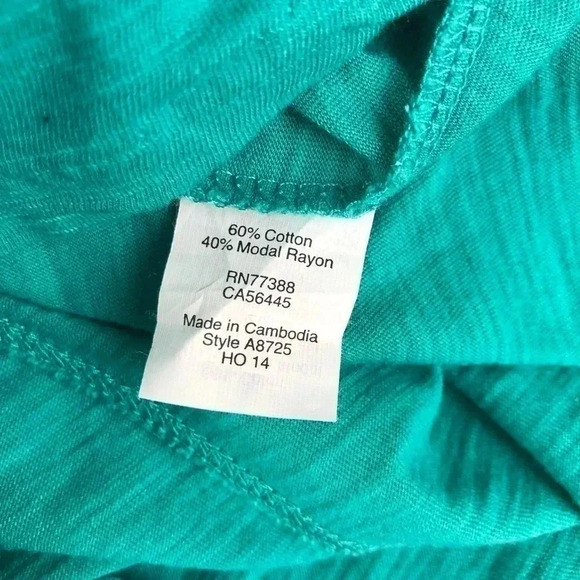 60% Cotton
40% Modal Rayon
RN77388
CA56445
Made in Cambodia
Style A8725
HO 14